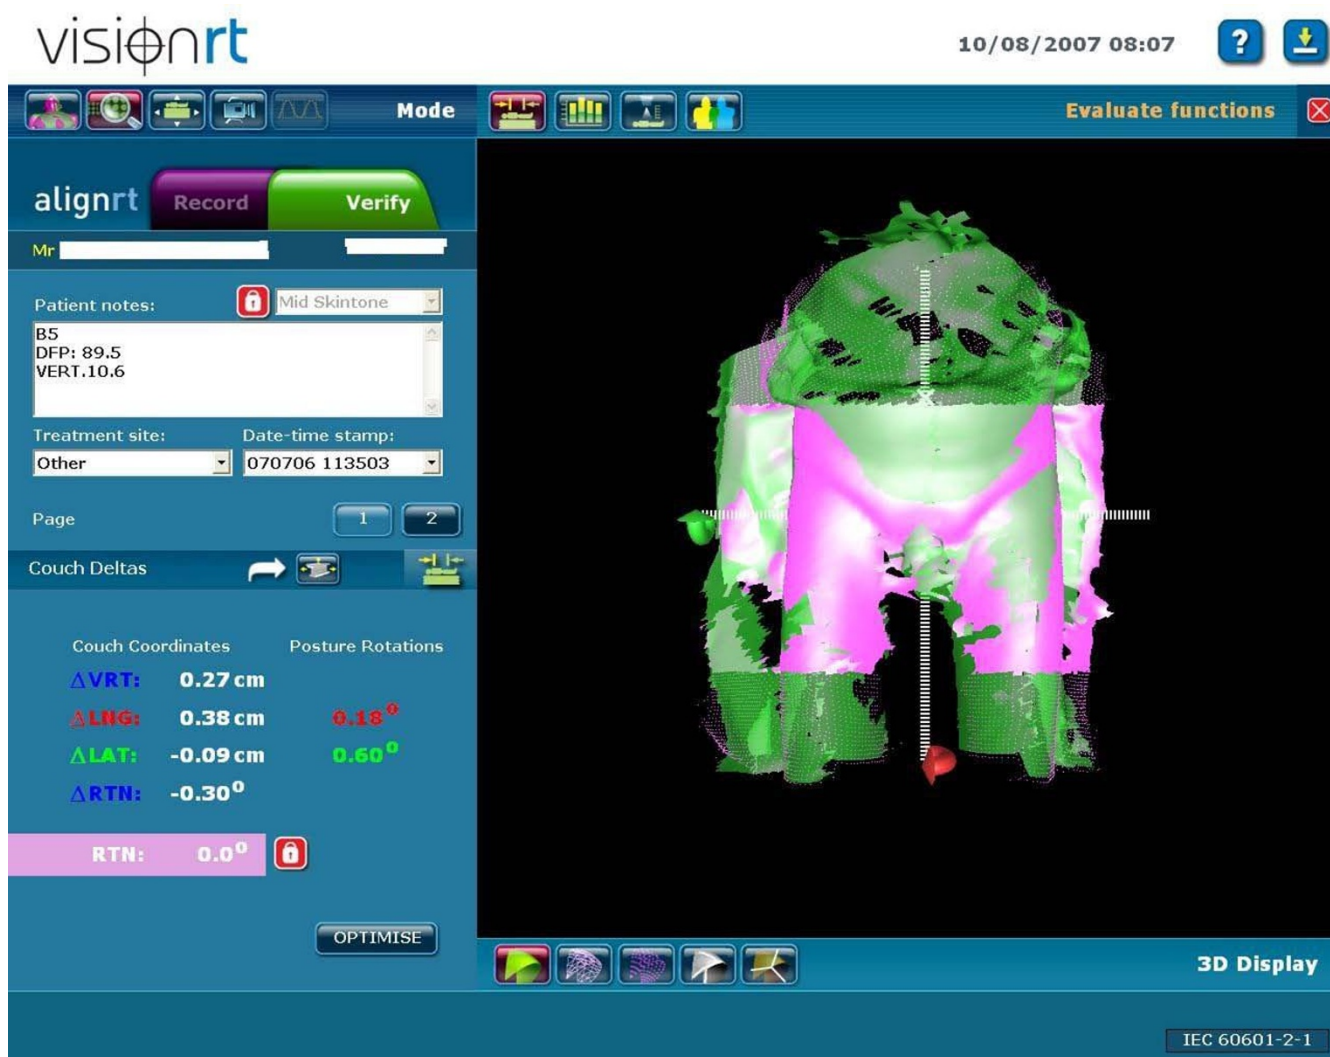 visionrt
10/08/2007 08:07
?
Mode
Evaluate functions
alignrt
Record
Verify
Mr
Patient notes:
Mid Skintone
B5
DFP: 89.5
VERT.10.6
Treatment site:
Date-time stamp:
Other
070706 113503
Page
1
2
Couch Deltas
Couch Coordinates
Posture Rotations
ΔVRT: 0.27 cm
ΔLNG: 0.38 cm 0.18°
ΔLAT: -0.09 cm 0.60°
ΔRTN: -0.30°
RTN: 0.0°
OPTIMISE
3D Display
IEC 60601-2-1